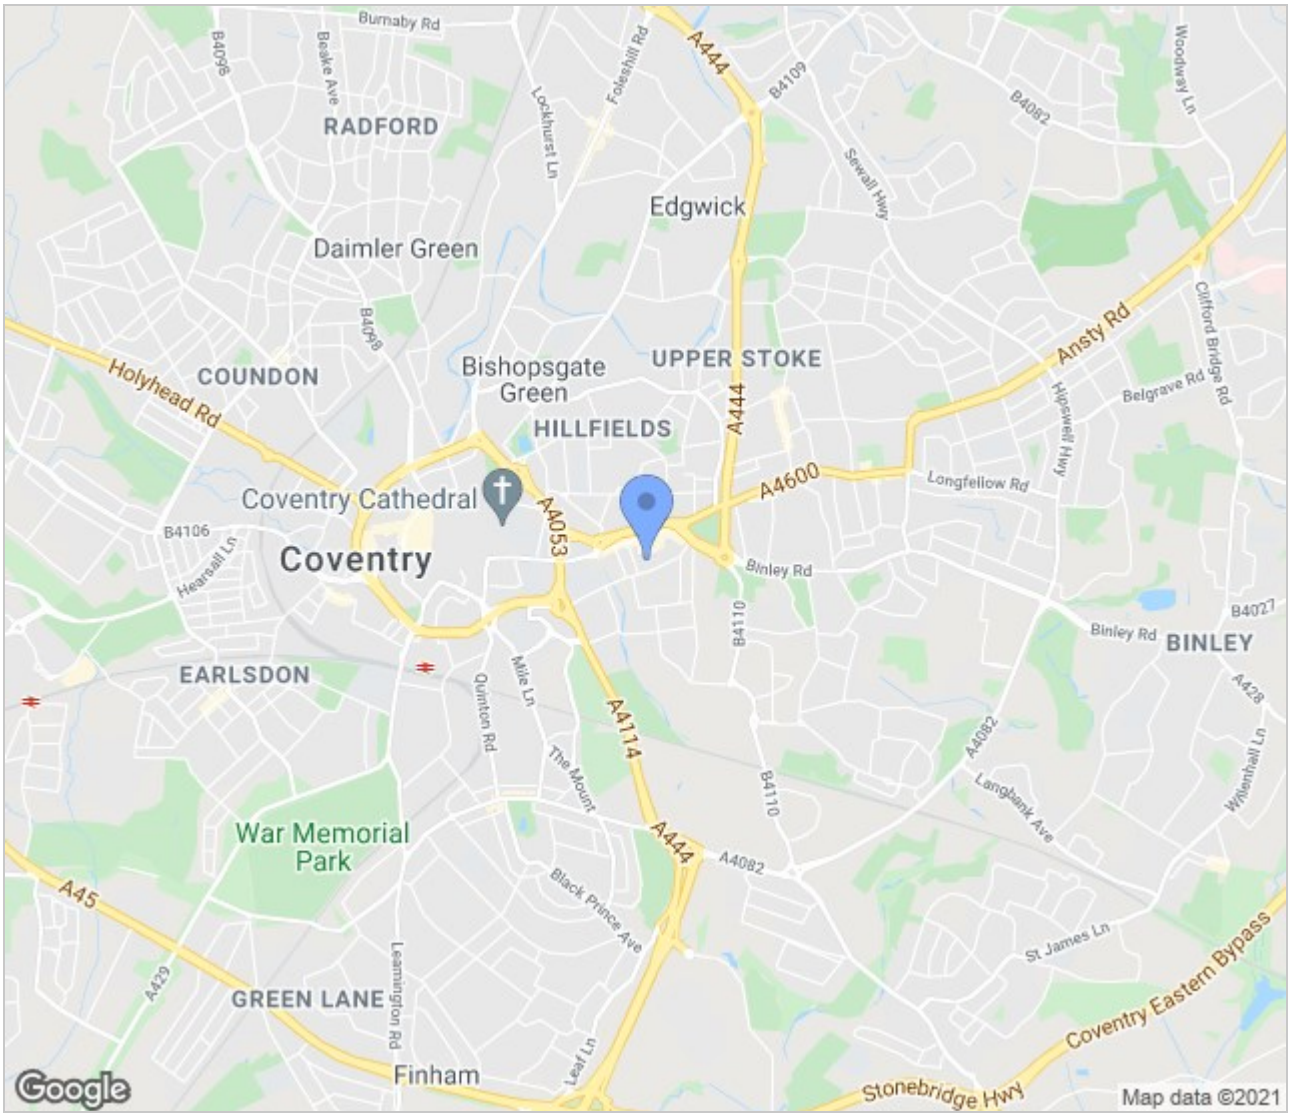 Burnaby Rd
B4098
Beake Ave
Foleshill Rd
A444
B4109
Woodway Ln
B4082
Lockhurst Ln
RADFORD
Sewall Hwy
Edgwick
Daimler Green
B4098
Ansty Rd
Clifford Bridge Rd
Holyhead Rd
COUNDON
Bishopsgate
Green
UPPER STOKE
A444
Hipswell Hwy
Belgrave Rd
HILLFIELDS
Coventry Cathedral
A4053
A4600
Longfellow Rd
B4106
Hearsall Ln
Coventry
Binley Rd
B4110
B4027
Binley Rd
BINLEY
EARLSDON
Mile Ln
Quinton Rd
A4114
A428
A4082
Willenhall Ln
The Mount
B4110
Langbank Ave
War Memorial
Park
A444
A4082
A45
Black Prince Ave
St James Ln
Coventry Eastern Bypass
A429
Leamington Rd
GREEN LANE
Finham
Leaf Ln
Stonebridge Hwy
Google
Map data ©2021